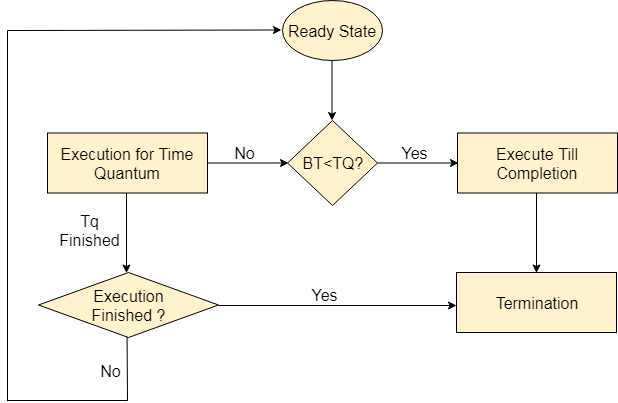 Ready State
Execution for Time
Quantum
No
BT<TQ?
Yes
Execute Till
Completion
Tq
Finished
Execution
Finished ?
Yes
Termination
No